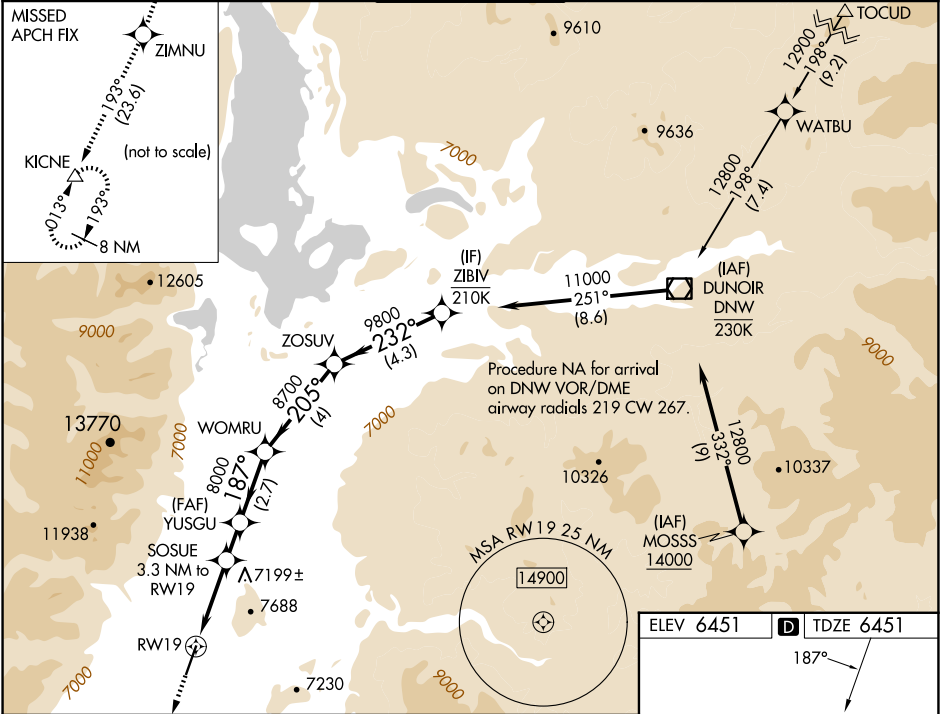 MISSED
APCH FIX
ZIMNU
193°
(23.6)
(not to scale)
KICNE
013°
193°
8 NM
9610
TOCUD
12900
198°
(9.2)
WATBU
9636
7000
12800
198°
(7.4)
12605
(IF)
ZIBIV
210K
11000
251°
(8.6)
(IAF)
DUNOIR
DNW
230K
9000
9800
232°
(4.3)
ZOSUV
9000
8700
205°
(4)
Procedure NA for arrival
on DNW VOR/DME
airway radials 219 CW 267.
7000
13770
11000
7000
WOMRU
12800
332°
(9)
8000
187°
(2.7)
10326
10337
(FAF)
YUSGU
11938
(IAF)
MOSSS
14000
SOSUE
3.3 NM to
RW19
7199±
MSA RW 19 25 NM
14900
7688
RW19
ELEV 6451
D
TDZE 6451
187°
7000
7230
9000